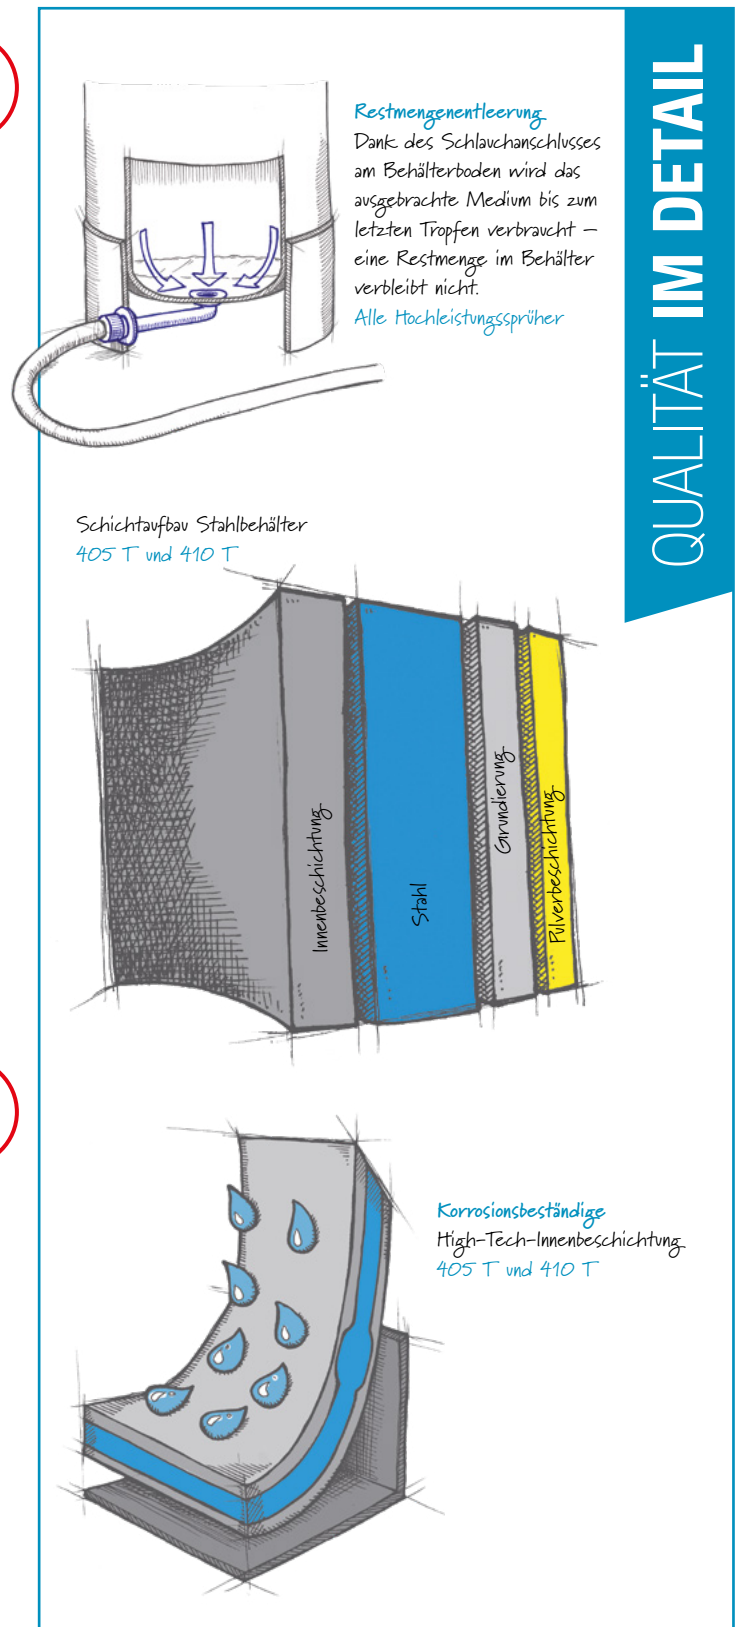 QUALITÄT IM DETAIL
Restmengenentleerung
Dank des Schlauchanschlusses
am Behälterboden wird das
ausgebrachte Medium bis zum
letzten Tropfen verbraucht –
eine Restmenge im Behälter
verbleibt nicht.
Alle Hochleistungssprüher
Schichtaufbau Stahlbehälter
405 T und 410 T
Innenbeschichtung
Stahl
Grundierung
Pulverbeschichtung
Korrosionsbeständige
High-Tech-Innenbeschichtung
405 T und 410 T